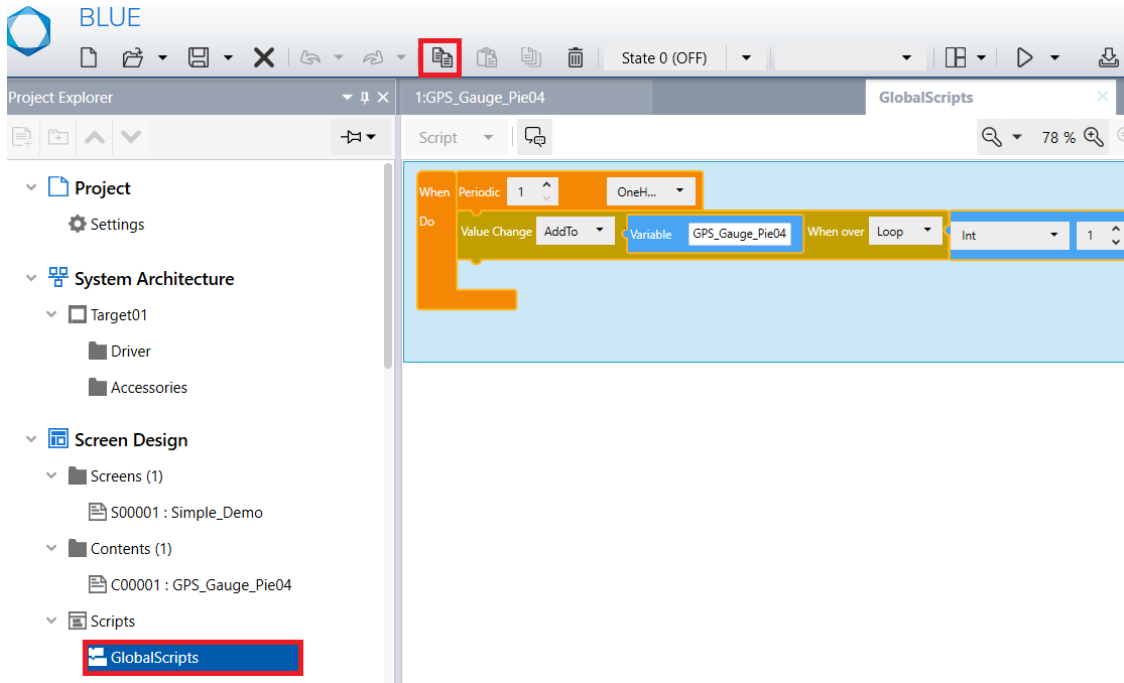 BLUE
State 0 (OFF)
Project Explorer
1:GPS_Gauge_Pie04
GlobalScripts
Script
78 %
Project
Settings
System Architecture
Target01
Driver
Accessories
Screen Design
Screens (1)
S00001 : Simple_Demo
Contents (1)
C00001 : GPS_Gauge_Pie04
Scripts
GlobalScripts
When Periodic 1 OneH...
Do Value Change AddTo Variable GPS_Gauge_Pie04 When over Loop Int 1